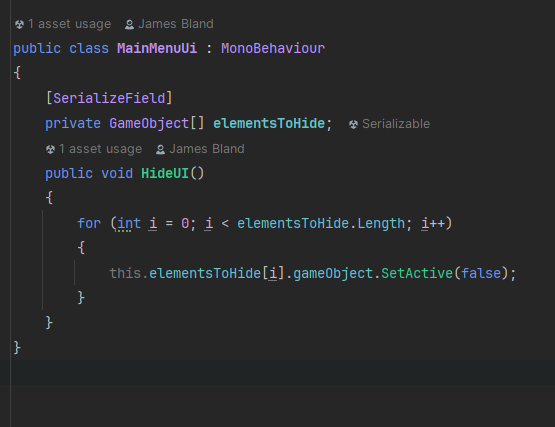 1 asset usage James Bland
public class MainMenuUi : MonoBehaviour
{
    [SerializeField]
    private GameObject[] elementsToHide; Serializable
    1 asset usage James Bland
    public void HideUI()
    {
        for (int i = 0; i < elementsToHide.Length; i++)
        {
            this.elementsToHide[i].gameObject.SetActive(false);
        }
    }
}